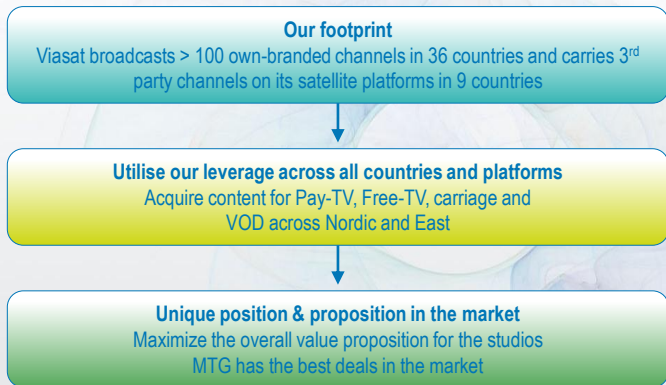 Our footprint
Viasat broadcasts > 100 own-branded channels in 36 countries and carries 3rd
party channels on its satellite platforms in 9 countries
Utilise our leverage across all countries and platforms
Acquire content for Pay-TV, Free-TV, carriage and
VOD across Nordic and East
Unique position & proposition in the market
Maximize the overall value proposition for the studios
MTG has the best deals in the market